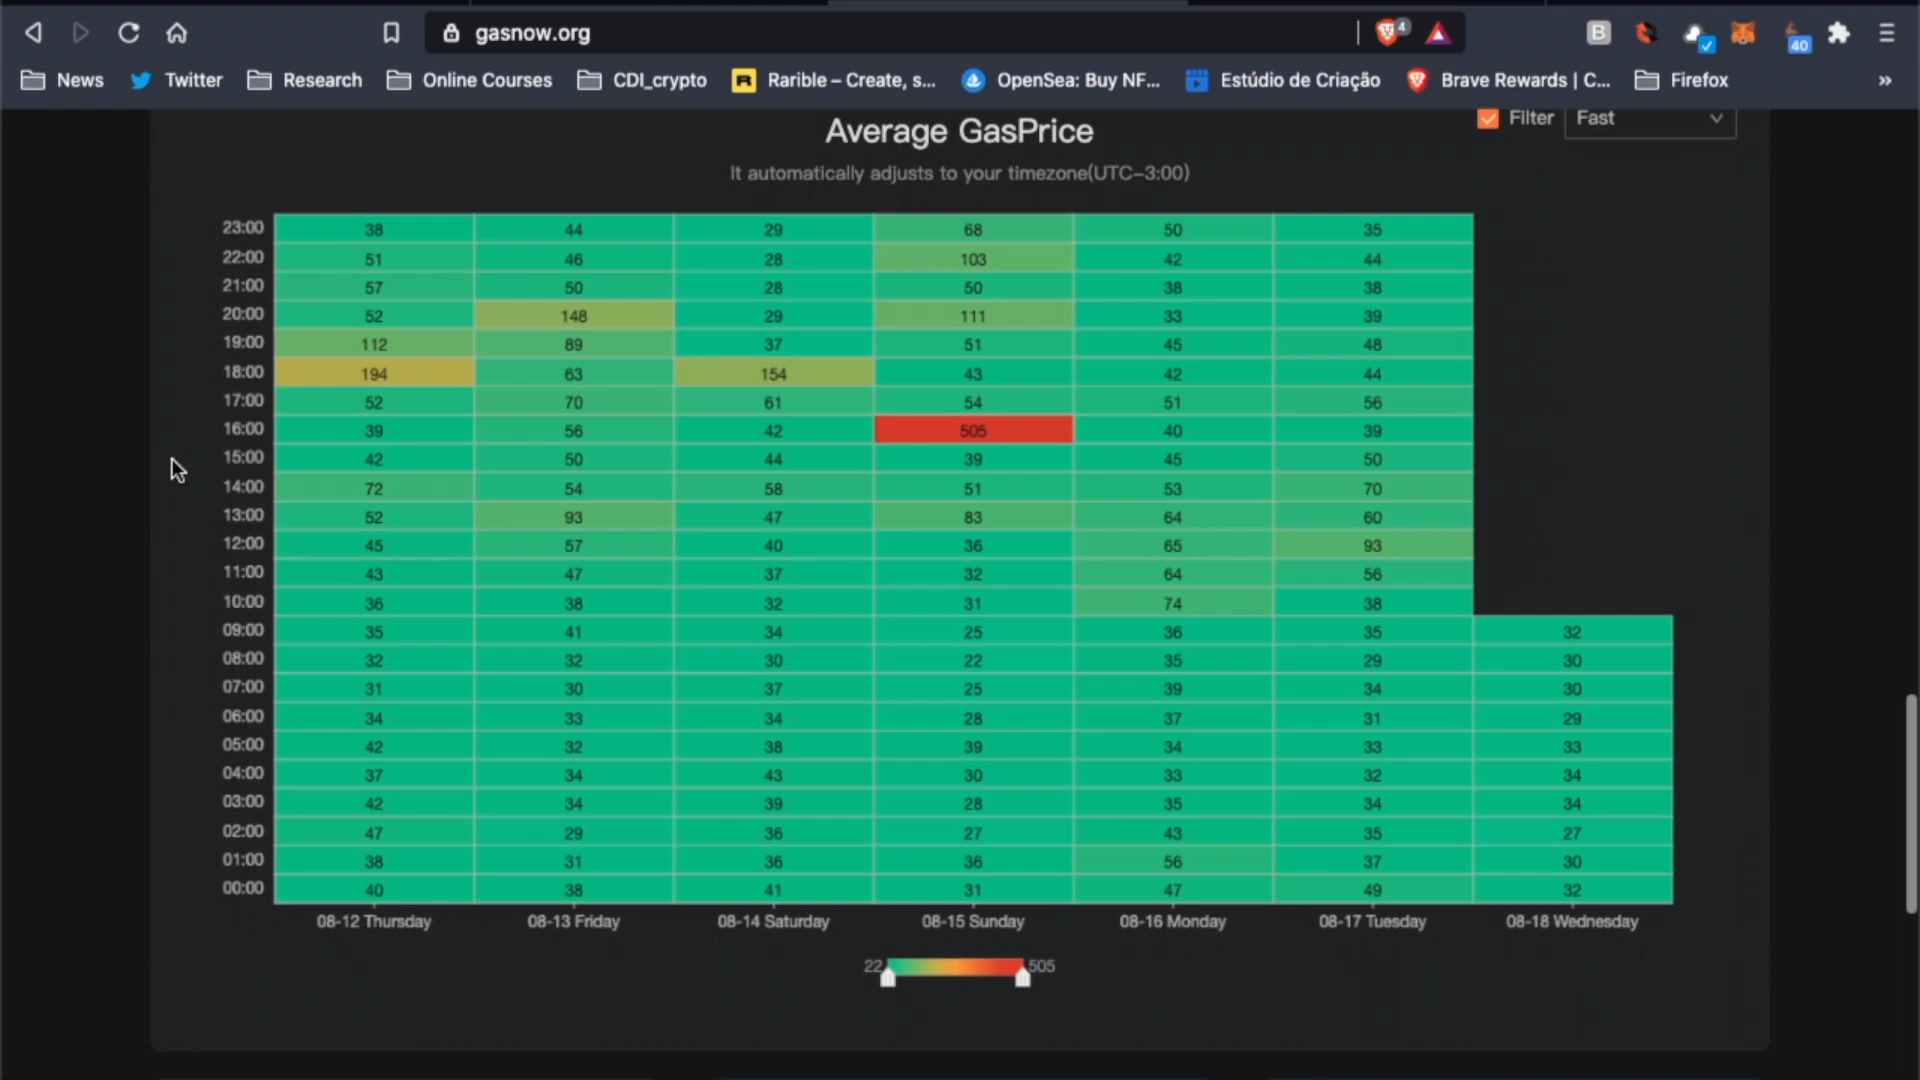 gasnow.org
4
B
40
News Twitter Research Online Courses CDI_crypto Rarible – Create, s... OpenSea: Buy NF... Estúdio de Criação Brave Rewards | C... Firefox »
Average GasPrice
Filter Fast
It automatically adjusts to your timezone(UTC-3:00)
23:00 38 44 29 68 50 35
22:00 51 46 28 103 42 44
21:00 57 50 28 50 38 38
20:00 52 148 29 111 33 39
19:00 112 89 37 51 45 48
18:00 194 63 154 43 42 44
17:00 52 70 61 54 51 56
16:00 39 56 42 505 40 39
15:00 42 50 44 39 45 50
14:00 72 54 58 51 53 70
13:00 52 93 47 83 64 60
12:00 45 57 40 36 65 93
11:00 43 47 37 32 64 56
10:00 36 38 32 31 74 38
09:00 35 41 34 25 36 35 32
08:00 32 32 30 22 35 29 30
07:00 31 30 37 25 39 34 30
06:00 34 33 34 28 37 31 29
05:00 42 32 38 39 34 33 33
04:00 37 34 43 30 33 32 34
03:00 42 34 39 28 35 34 34
02:00 47 29 36 27 43 35 27
01:00 38 31 36 36 56 37 30
00:00 40 38 41 31 47 49 32
08-12 Thursday 08-13 Friday 08-14 Saturday 08-15 Sunday 08-16 Monday 08-17 Tuesday 08-18 Wednesday
22 505